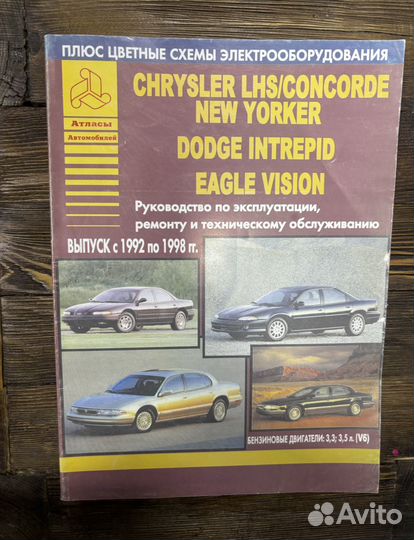 ПЛЮС ЦВЕТНЫЕ СХЕМЫ ЭЛЕКТРООБОРУДОВАНИЯ
Атласы
Автомобилей
CHRYSLER LHS/CONCORDE
NEW YORKER
DODGE INTREPID
EAGLE VISION
Руководство по эксплуатации,
ремонту и техническому обслуживанию
ВЫПУСК с 1992 по 1998 гг.
БЕНЗИНОВЫЕ ДВИГАТЕЛИ: 3,3; 3,5 л. (V6)
Avito